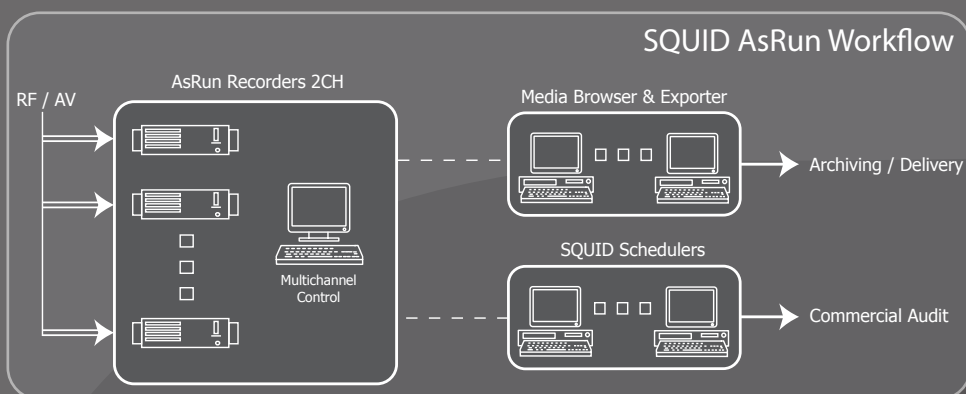 SQUID AsRun Workflow
RF / AV
AsRun Recorders 2CH
Multichannel
Control
Media Browser & Exporter
Archiving / Delivery
SQUID Schedulers
Commercial Audit